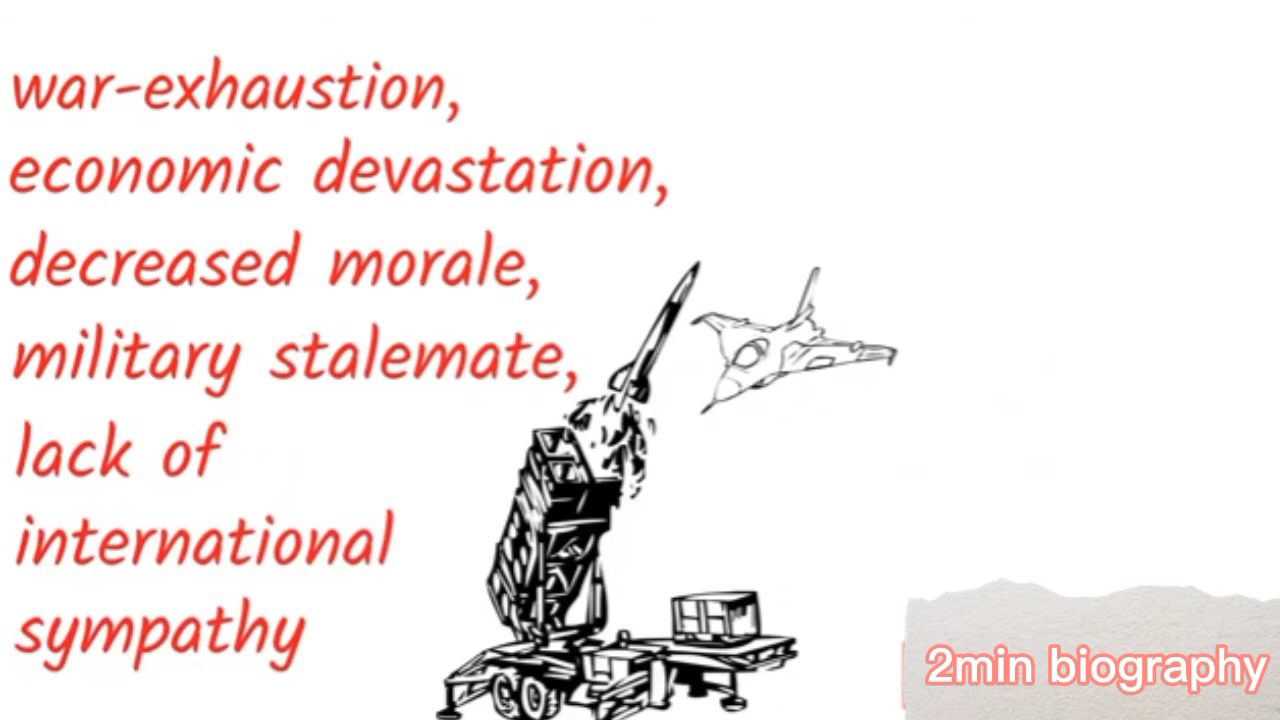 war-exhaustion,
economic devastation,
decreased morale,
military stalemate,
lack of
international
sympathy
2min biography